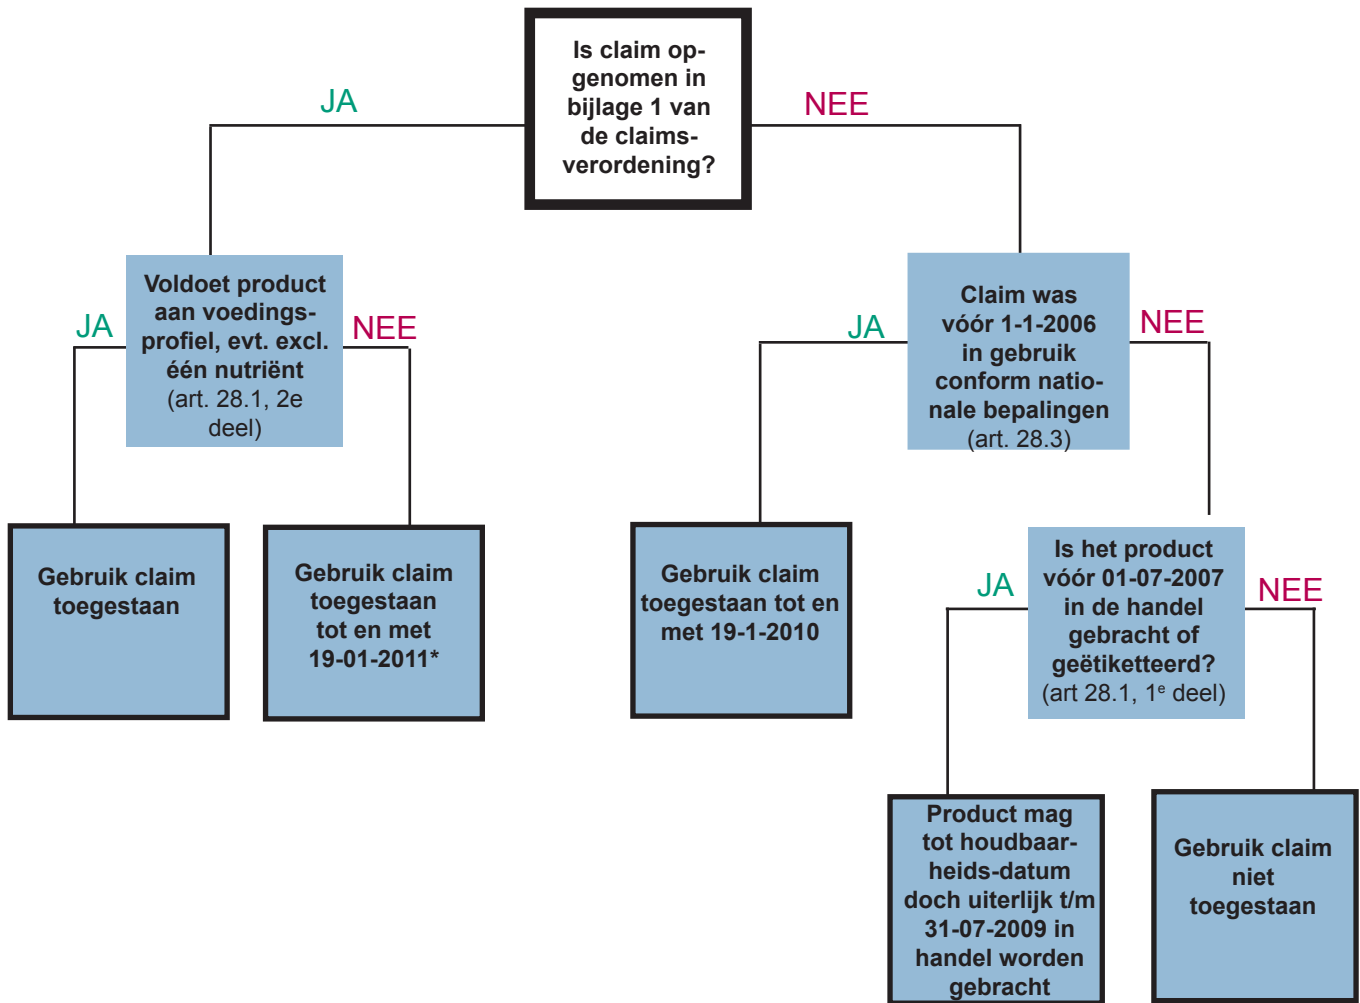 Is claim op-
genomen in
bijlage 1 van
de claims-
verordening?
JA
NEE
Voldoet product
aan voedings-
profiel, evt. excl.
één nutriënt
(art. 28.1, 2e
deel)
JA
NEE
Claim was
vóór 1-1-2006
in gebruik
conform natio-
nale bepalingen
(art. 28.3)
JA
NEE
Gebruik claim
toegestaan
Gebruik claim
toegestaan
tot en met
19-01-2011*
Gebruik claim
toegestaan tot en
met 19-1-2010
Is het product
vóór 01-07-2007
in de handel
gebracht of
geëtiketteerd?
(art 28.1, 1e deel)
JA
NEE
Product mag
tot houdbaar-
heids-datum
doch uiterlijk t/m
31-07-2009 in
handel worden
gebracht
Gebruik claim
niet
toegestaan